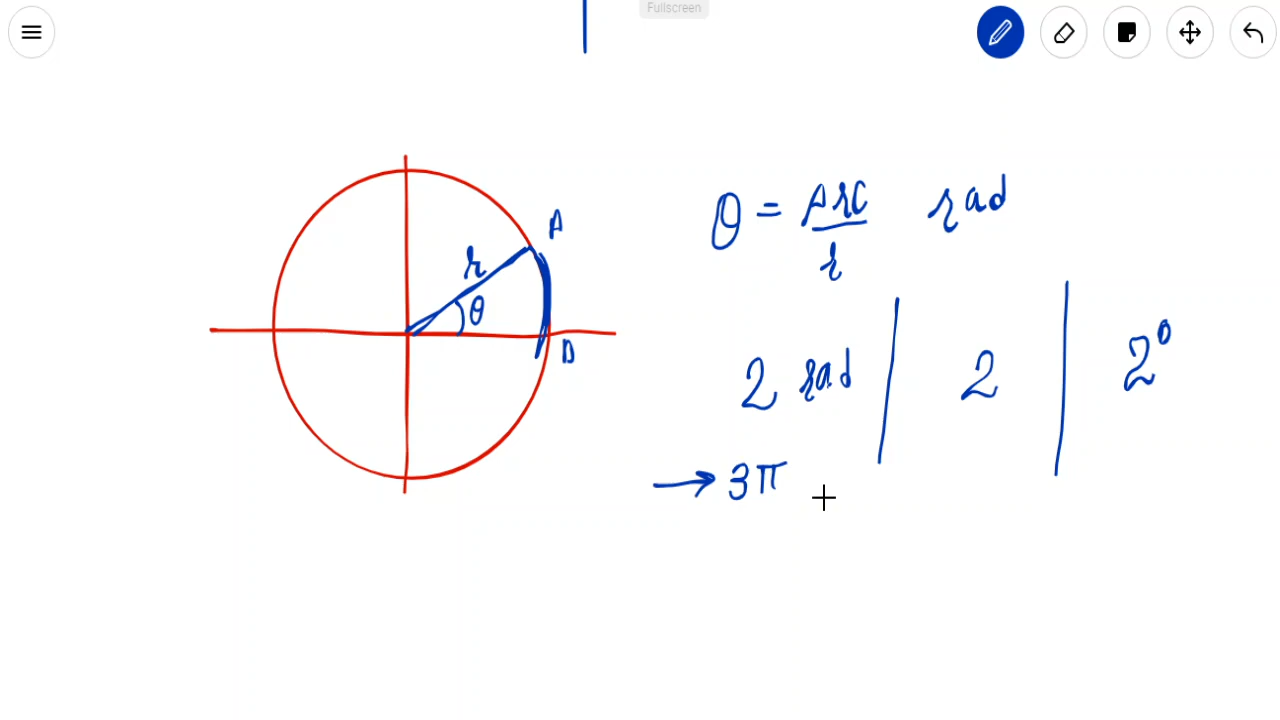 Fullscreen
A
r
θ
B
θ = Arc/r rad
2 rad | 2 | 2°
→ 3π